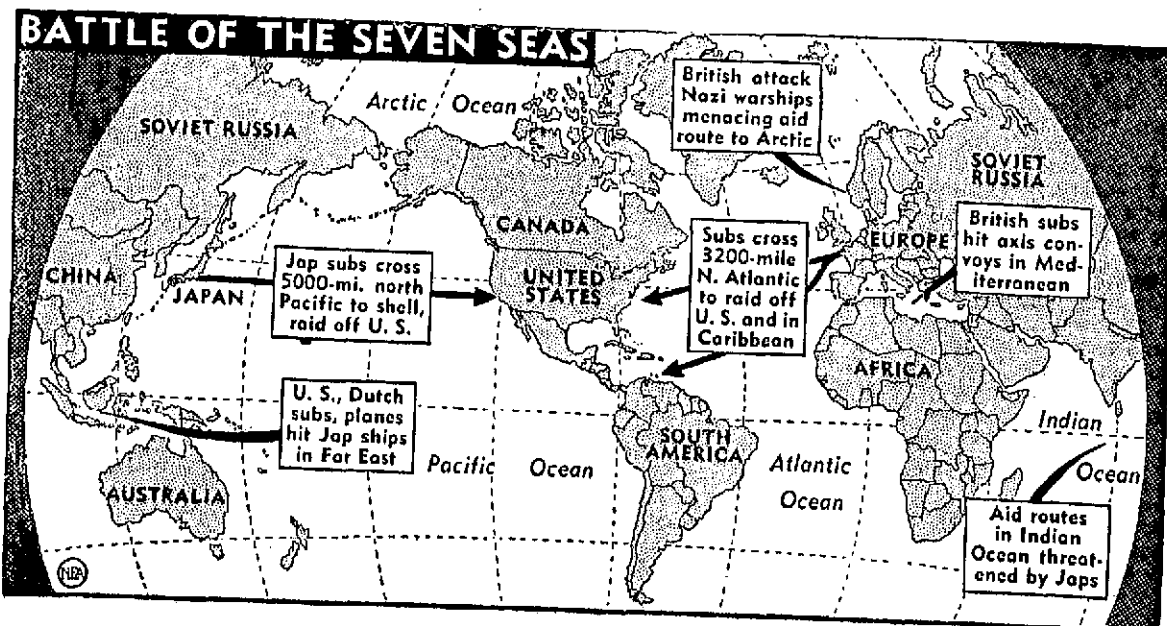 BATTLE OF THE SEVEN SEAS
Arctic Ocean
SOVIET RUSSIA
British attack
Nazi warships
menacing aid
route to Arctic
SOVIET
RUSSIA
CANADA
CHINA
JAPAN
Jap subs cross
5000-mi. north
Pacific to shell,
raid off U. S.
UNITED
STATES
Subs cross
3200-mile
N. Atlantic
to raid off
U. S. and in
Caribbean
EUROPE
British subs
hit axis con-
voys in Med-
iterranean
AFRICA
U. S., Dutch
subs, planes
hit Jap ships
in Far East
AUSTRALIA
Pacific Ocean
SOUTH
AMERICA
Atlantic
Ocean
Indian
Ocean
Aid routes
in Indian
Ocean threat-
ened by Japs
NEA